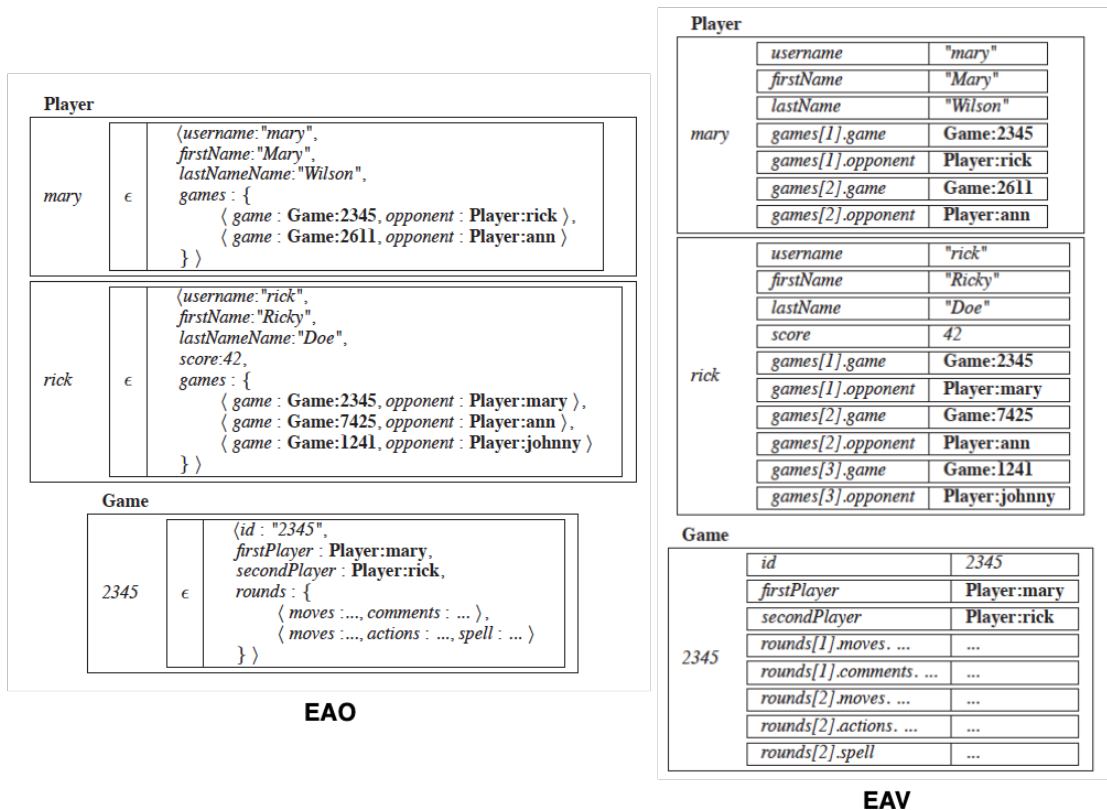 Player
mary
ϵ
⟨username:"mary",
firstName:"Mary",
lastNameName:"Wilson",
games : {
⟨ game : Game:2345, opponent : Player:rick ⟩,
⟨ game : Game:2611, opponent : Player:ann ⟩
} ⟩
rick
ϵ
⟨username:"rick",
firstName:"Ricky",
lastNameName:"Doe",
score:42,
games : {
⟨ game : Game:2345, opponent : Player:mary ⟩,
⟨ game : Game:7425, opponent : Player:ann ⟩,
⟨ game : Game:1241, opponent : Player:johnny ⟩
} ⟩
Game
2345
ϵ
⟨id : "2345",
firstPlayer : Player:mary,
secondPlayer : Player:rick,
rounds : {
⟨ moves :..., comments : ... ⟩,
⟨ moves :..., actions : ..., spell : ... ⟩
} ⟩
EAO
Player
mary
username "mary"
firstName "Mary"
lastName "Wilson"
games[1].game Game:2345
games[1].opponent Player:rick
games[2].game Game:2611
games[2].opponent Player:ann
rick
username "rick"
firstName "Ricky"
lastName "Doe"
score 42
games[1].game Game:2345
games[1].opponent Player:mary
games[2].game Game:7425
games[2].opponent Player:ann
games[3].game Game:1241
games[3].opponent Player:johnny
Game
2345
id 2345
firstPlayer Player:mary
secondPlayer Player:rick
rounds[1].moves. ... ...
rounds[1].comments. ... ...
rounds[2].moves. ... ...
rounds[2].actions. ... ...
rounds[2].spell ...
EAV